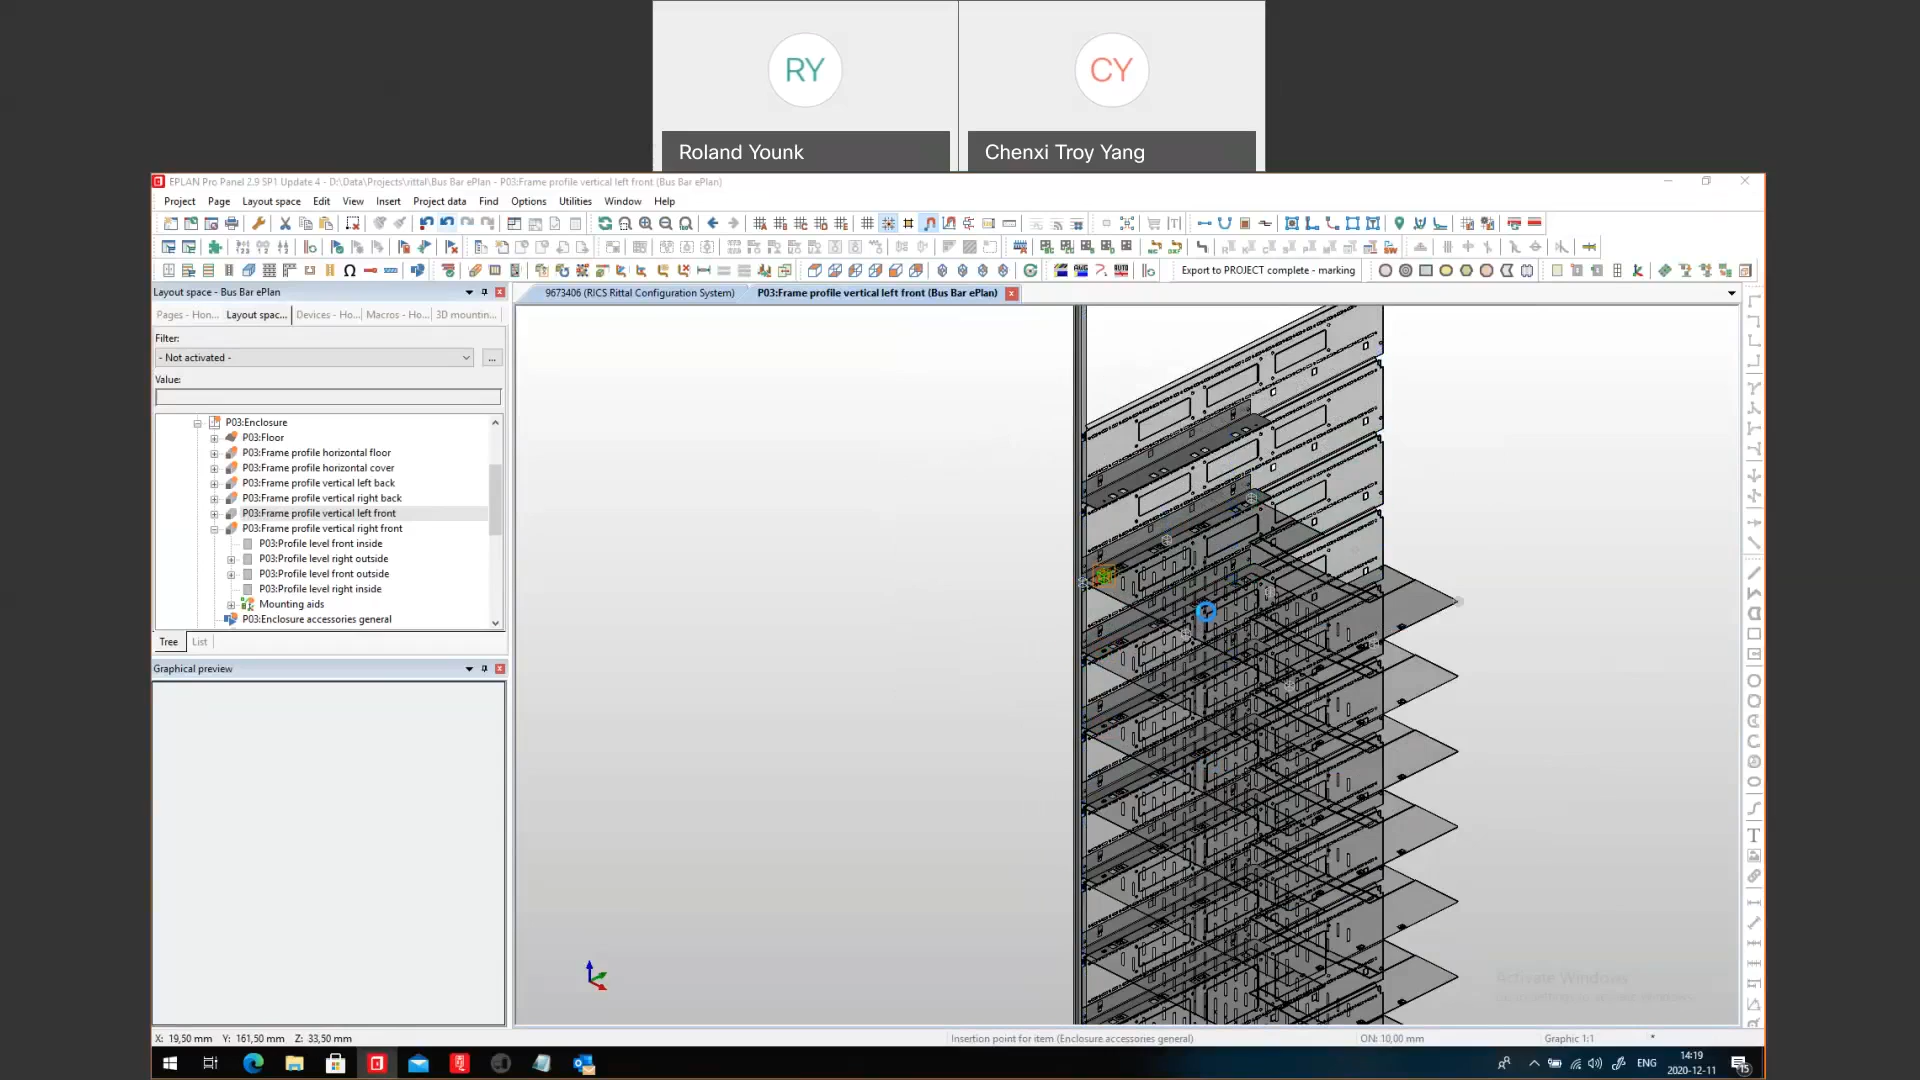 RY
CY
Roland Younk
Chenxi Troy Yang
EPLAN Pro Panel 2.9 SP1 Update 4 - D:\Data\Projects\rittal\Bus Bar ePlan - P03:Frame profile vertical left front (Bus Bar ePlan)
Project Page Layout space Edit View Insert Project data Find Options Utilities Window Help
Export to PROJECT complete - marking
Layout space - Bus Bar ePlan
9673406 (RICS Rittal Configuration System)
P03:Frame profile vertical left front (Bus Bar ePlan)
Pages - Hon... Layout spac... Devices - Ho... Macros - Ho... 3D mountin...
Filter:
- Not activated -
...
Value:
P03:Enclosure
P03:Floor
P03:Frame profile horizontal floor
P03:Frame profile horizontal cover
P03:Frame profile vertical left back
P03:Frame profile vertical right back
P03:Frame profile vertical left front
P03:Frame profile vertical right front
P03:Profile level front inside
P03:Profile level right outside
P03:Profile level front outside
P03:Profile level right inside
Mounting aids
P03:Enclosure accessories general
Tree List
Graphical preview
Activate Windows
X: 19,50 mm Y: 161,50 mm Z: 33,50 mm
Insertion point for item (Enclosure accessories general)
ON: 10,00 mm
Graphic 1:1
*
ENG
14:19
2020-12-11
15